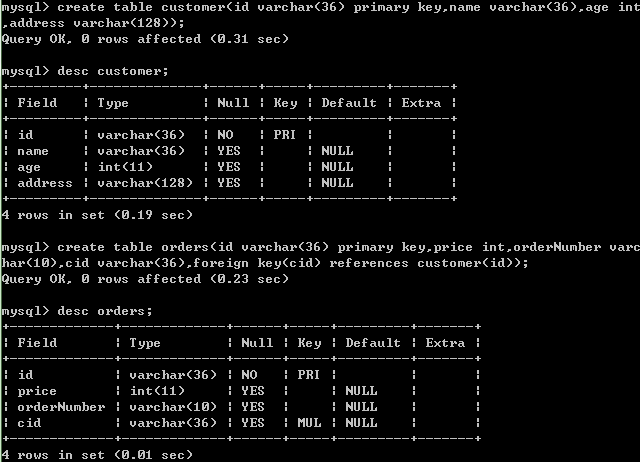 mysql> create table customer(id varchar(36) primary key,name varchar(36),age int
,address varchar(128));
Query OK, 0 rows affected (0.31 sec)
mysql> desc customer;
+---------+--------------+------+-----+---------+-------+
| Field   | Type         | Null | Key | Default | Extra |
+---------+--------------+------+-----+---------+-------+
| id      | varchar(36)  | NO   | PRI |         |       |
| name    | varchar(36)  | YES  |     | NULL    |       |
| age     | int(11)      | YES  |     | NULL    |       |
| address | varchar(128) | YES  |     | NULL    |       |
+---------+--------------+------+-----+---------+-------+
4 rows in set (0.19 sec)
mysql> create table orders(id varchar(36) primary key,price int,orderNumber varc
har(10),cid varchar(36),foreign key(cid) references customer(id));
Query OK, 0 rows affected (0.23 sec)
mysql> desc orders;
+-------------+-------------+------+-----+---------+-------+
| Field       | Type        | Null | Key | Default | Extra |
+-------------+-------------+------+-----+---------+-------+
| id          | varchar(36) | NO   | PRI |         |       |
| price       | int(11)     | YES  |     | NULL    |       |
| orderNumber | varchar(10) | YES  |     | NULL    |       |
| cid         | varchar(36) | YES  | MUL | NULL    |       |
+-------------+-------------+------+-----+---------+-------+
4 rows in set (0.01 sec)